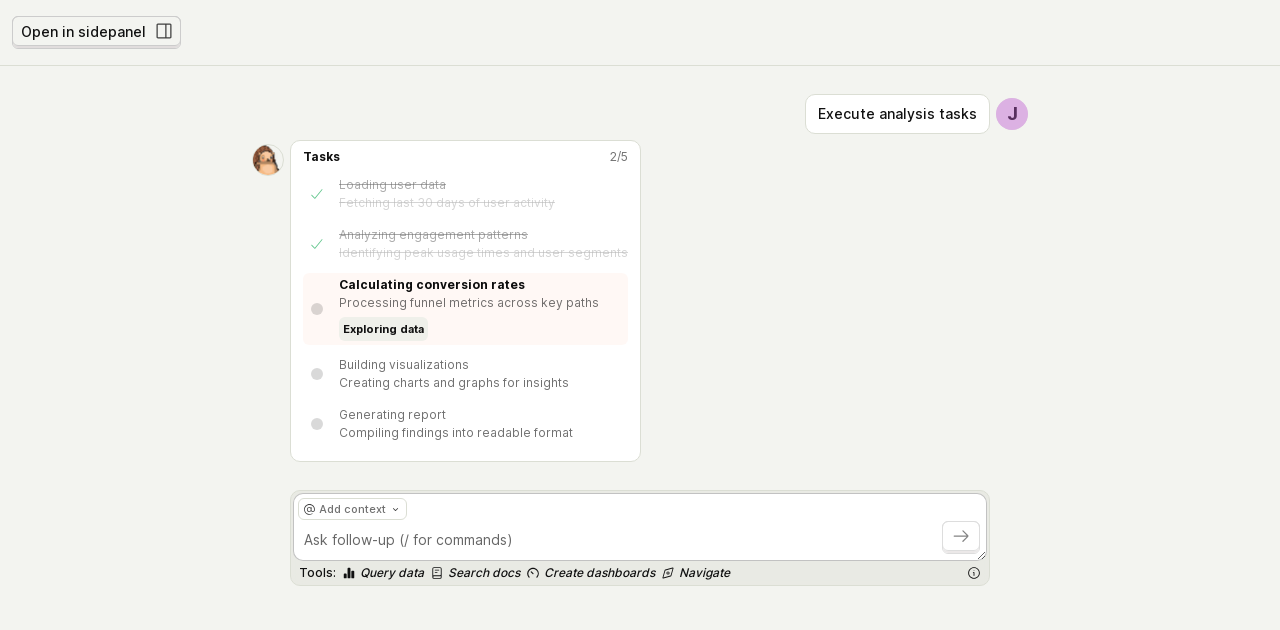 Open in sidepanel
Execute analysis tasks
J
Tasks
2/5
Loading user data
Fetching last 30 days of user activity
Analyzing engagement patterns
Identifying peak usage times and user segments
Calculating conversion rates
Processing funnel metrics across key paths
Exploring data
Building visualizations
Creating charts and graphs for insights
Generating report
Compiling findings into readable format
@ Add context
Ask follow-up (/ for commands)
Tools: Query data Search docs Create dashboards Navigate